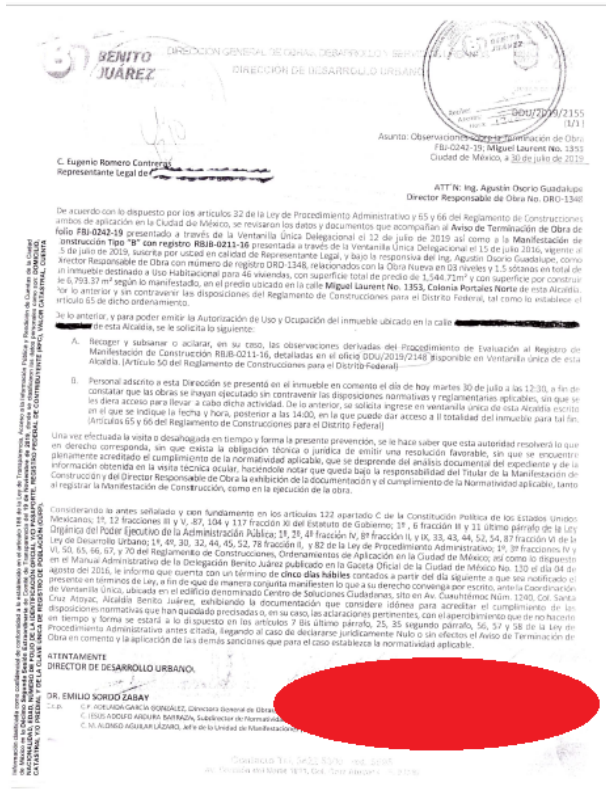 BENITO
JUÁREZ
DIRECCIÓN GENERAL DE OBRAS, DESARROLLO Y SERVICIOS URBANOS
DIRECCIÓN DE DESARROLLO URBANO
BENITO
JUÁREZ
DDU/2019/2155
(1/1)
Asunto: Observaciones sobre la Terminación de Obra
FBJ-0242-19; Miguel Laurent No. 1353
Ciudad de México, a 30 de julio de 2019
C. Eugenio Romero Contreras
Representante Legal de
ATT´N: Ing. Agustín Osorio Guadalupe
Director Responsable de Obra No. DRO-1348
De acuerdo con lo dispuesto por los artículos 32 de la Ley de Procedimiento Administrativo y 65 y 66 del Reglamento de Construcciones
ambos de aplicación en la Ciudad de México, se revisaron los datos y documentos que acompañan al Aviso de Terminación de Obra de
folio FBJ-0242-19 presentado a través de la Ventanilla Única Delegacional el 12 de julio de 2019 así como a la Manifestación de
onstrucción Tipo "B" con registro RBJB-0211-16 presentada a través de la Ventanilla Única Delegacional el 15 de julio 2016, vigente al
5 de julio de 2019, suscrita por usted en calidad de Representante Legal, y bajo la responsiva del Ing. Agustín Osorio Guadalupe, como
irector Responsable de Obra con número de registro DRO-1348, relacionados con la Obra Nueva en 03 niveles y 1.5 sótanos en total de
n inmueble destinado a Uso Habitacional para 46 viviendas, con superficie total de predio de 1,544.71m² y con superficie por construir
e 6,793.37 m² según lo manifestado, en el predio ubicado en la calle Miguel Laurent No. 1353, Colonia Portales Norte de esta Alcaldía.
fo anterior y sin contravenir las disposiciones del Reglamento de Construcciones para el Distrito Federal, tal como lo establece el
rtículo 65 de dicho ordenamiento.
De lo anterior, y para poder emitir la Autorización de Uso y Ocupación del inmueble ubicado en la calle
de esta Alcaldía, se le solicita lo siguiente:
A. Recoger y subsanar o aclarar, en su caso, las observaciones derivadas del Procedimiento de Evaluación al Registro de
Manifestación de Construcción RBJB-0211-16, detalladas en el oficio DDU/2019/2148 disponible en Ventanilla única de esta
Alcaldía. (Artículo 50 del Reglamento de Construcciones para el Distrito Federal)
B. Personal adscrito a esta Dirección se presentó en el inmueble en comento el día de hoy martes 30 de julio a las 12:30, a fin de
constatar que las obras se hayan ejecutado sin contravenir las disposiciones normativas y reglamentarias aplicables, sin que se
les diera acceso para llevar a cabo dicha actividad. De lo anterior, se solicita ingrese en ventanilla única de esta Alcaldía escrito
en el que se indique la fecha y hora, posterior a las 14:00, en la que puede dar acceso a ll totalidad del inmueble para tal fin.
(Artículos 65 y 66 del Reglamento de Construcciones para el Distrito Federal)
Una vez efectuada la visita o desahogada en tiempo y forma la presente prevención, se le hace saber que esta autoridad resolverá lo que
en derecho corresponda, sin que exista la obligación técnica o jurídica de emitir una resolución favorable, sin que se encuentre
plenamente acreditado el cumplimiento de la normatividad aplicable, que se desprende del análisis documental del expediente y de la
información obtenida en la visita técnica ocular, haciéndole notar que queda bajo la responsabilidad del Titular de la Manifestación de
Construcción y del Director Responsable de Obra la exhibición de la documentación y el cumplimiento de la Normatividad aplicable, tanto
al registrar la Manifestación de Construcción, como en la ejecución de la obra.
Considerando lo antes señalado y con fundamento en los artículos 122 apartado C de la Constitución Política de los Estados Unidos
Mexicanos; 1º, 12 fracciones III y V, 87, 104 y 117 fracción XI del Estatuto de Gobierno; 1º, 6 fracción III y 11 último párrafo de la Ley
Orgánica del Poder Ejecutivo de la Administración Pública; 1º, 2º, 4º fracción IV, 8º fracción II, y IX, 33, 43, 44, 52, 54, 87 fracción VI de la
Ley de Desarrollo Urbano; 1º, 4º, 30, 32, 44, 45, 52, 78 fracción II, y 82 de la Ley de Procedimiento Administrativo; 1º, 3º fracciones IV y
VI, 50, 65, 66, 67, y 70 del Reglamento de Construcciones, Ordenamientos de Aplicación en la Ciudad de México; así como lo dispuesto
en el Manual Administrativo de la Delegación Benito Juárez publicado en la Gaceta Oficial de la Ciudad de México No. 130 el día 04 de
agosto 2016, le informo que cuenta con un término de cinco días hábiles contados a partir del día siguiente a que sea notificado el
presente en términos de Ley, a fin de que de manera conjunta manifiesten lo que a su derecho convenga por escrito, ante la Coordinación
de Ventanilla Única, ubicada en el edificio denominado Centro de Soluciones Ciudadanas, sito en Av. Cuauhtémoc Núm. 1240, Col. Santa
Cruz Atoyac, Alcaldía Benito Juárez, exhibiendo la documentación que considere idónea para acreditar el cumplimiento de las
disposiciones normativas que han quedado precisadas o, en su caso, las aclaraciones pertinentes, con el apercibimiento que de no hacerlo
en tiempo y forma se estará a lo dispuesto en los artículos 7 Bis último párrafo, 25, 35 segundo párrafo, 56, 57 y 58 de la Ley de
Procedimiento Administrativo antes citada, llegando al caso de declararse jurídicamente Nulo o sin efectos el Aviso de Terminación de
Obra en comento y la aplicación de las demás sanciones que para el caso establezca la normatividad aplicable.
ATENTAMENTE
DIRECTOR DE DESARROLLO URBANO.
DR. EMILIO SORDO ZABAY
C.c.p. C.P. ADELAIDA GARCÍA GONZÁLEZ, Directora General de Obras
C. JESÚS ADOLFO ARDURA BARRAZA, Subdirector de Normatividad
C. M. ALONSO AGUILAR LÁZARO, Jefe de la Unidad de Manifestaciones